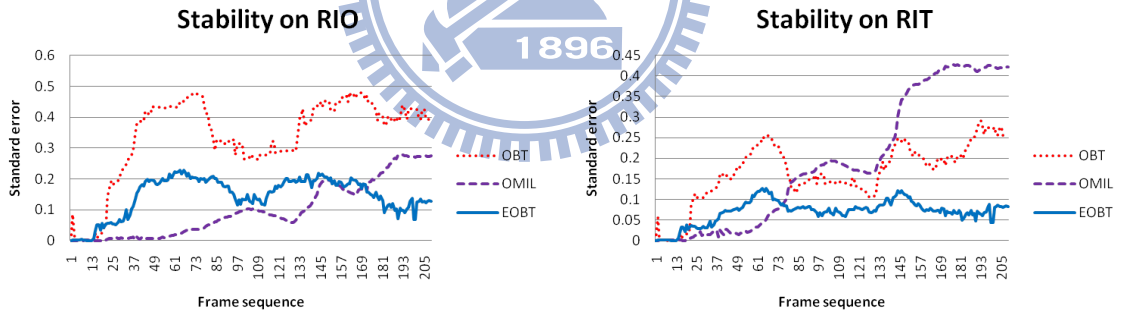 Stability on RIO
0.6
0.5
0.4
0.3
0.2
0.1
0
Standard error
1 13 25 37 49 61 73 85 97 109 121 133 145 157 169 181 193 205
Frame sequence
OBT
OMIL
EOBT
1896
Stability on RIT
0.45
0.4
0.35
0.3
0.25
0.2
0.15
0.1
0.05
0
Standard error
1 13 25 37 49 61 73 85 97 109 121 133 145 157 169 181 193 205
Frame sequence
OBT
OMIL
EOBT